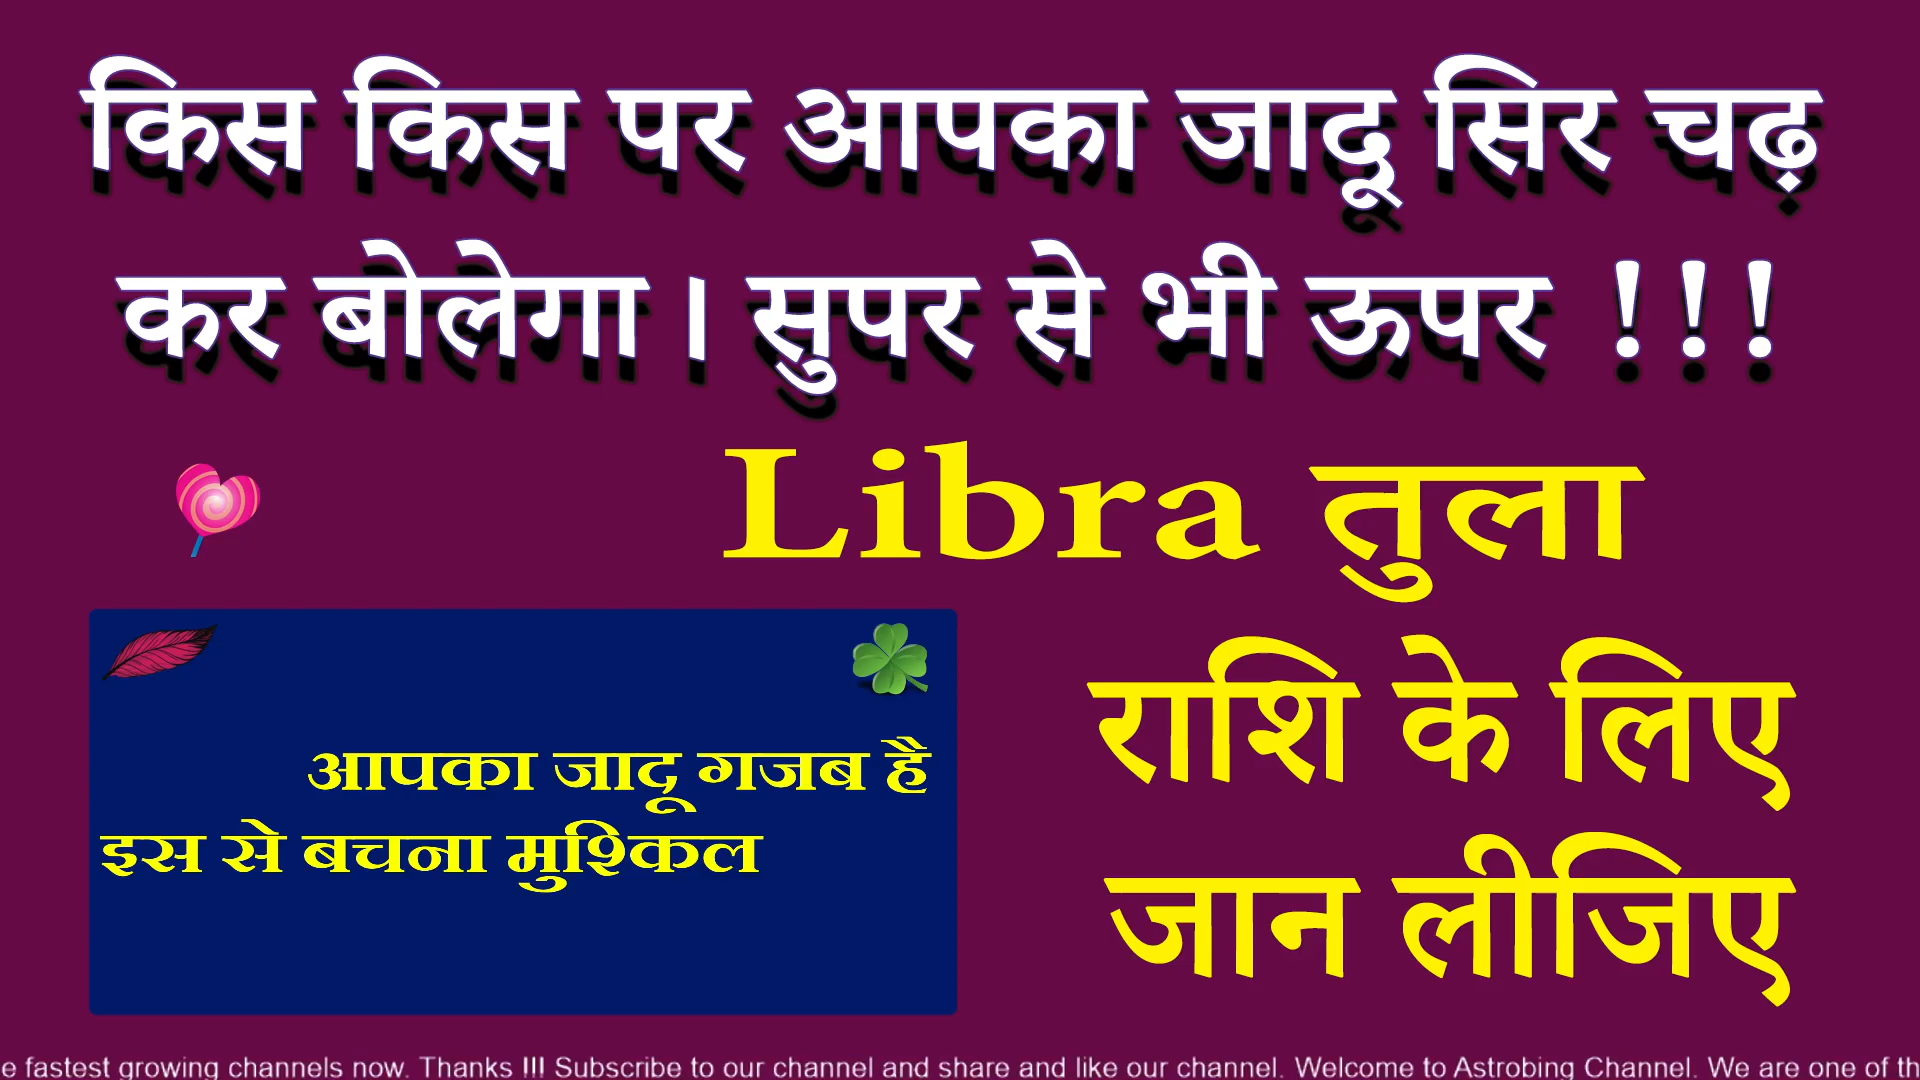 किस किस पर आपका जादू सिर चढ़
कर बोलेगा। सुपर से भी ऊपर !!!
Libra तुला
राशि के लिए
जान लीजिए
आपका जादू गजब है
इस से बचना मुश्किल
e fastest growing channels now. Thanks !!! Subscribe to our channel and share and like our channel. Welcome to Astrobing Channel. We are one of th